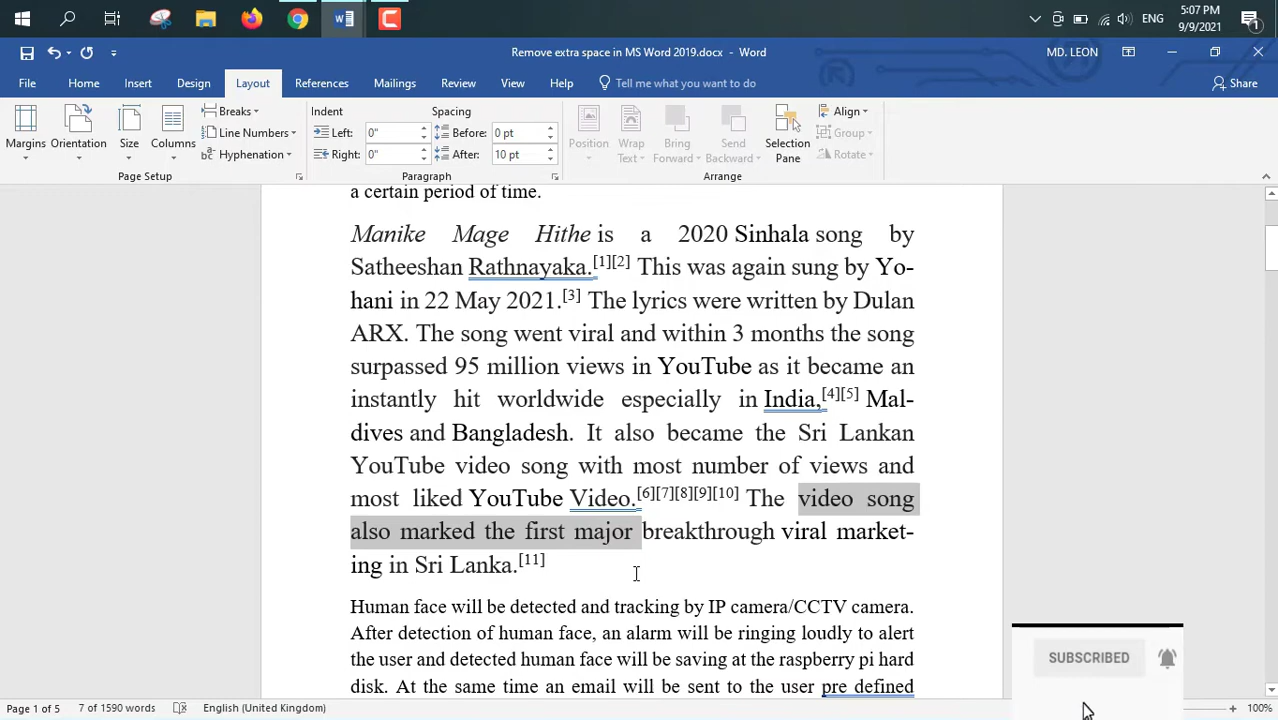 5:07 PM
ENG
9/9/2021
1
Remove extra space in MS Word 2019.docx - Word
MD. LEON
File Home Insert Design Layout References Mailings Review View Help Tell me what you want to do Share
Margins
Orientation
Size
Columns
Breaks
Line Numbers
Hyphenation
Page Setup
Indent
Left: 0"
Right: 0"
Spacing
Before: 0 pt
After: 10 pt
Paragraph
Position
Wrap
Text
Bring
Forward
Send
Backward
Selection
Pane
Align
Group
Rotate
Arrange
a certain period of time.
Manike Mage Hithe is a 2020 Sinhala song by
Satheeshan Rathnayaka.[1][2] This was again sung by Yo-
hani in 22 May 2021.[3] The lyrics were written by Dulan
ARX. The song went viral and within 3 months the song
surpassed 95 million views in YouTube as it became an
instantly hit worldwide especially in India,[4][5] Mal-
dives and Bangladesh. It also became the Sri Lankan
YouTube video song with most number of views and
most liked YouTube Video.[6][7][8][9][10] The video song
also marked the first major breakthrough viral market-
ing in Sri Lanka.[11]
Human face will be detected and tracking by IP camera/CCTV camera.
After detection of human face, an alarm will be ringing loudly to alert
the user and detected human face will be saving at the raspberry pi hard
disk. At the same time an email will be sent to the user pre defined
SUBSCRIBED
Page 1 of 5 7 of 1590 words English (United Kingdom) 100%